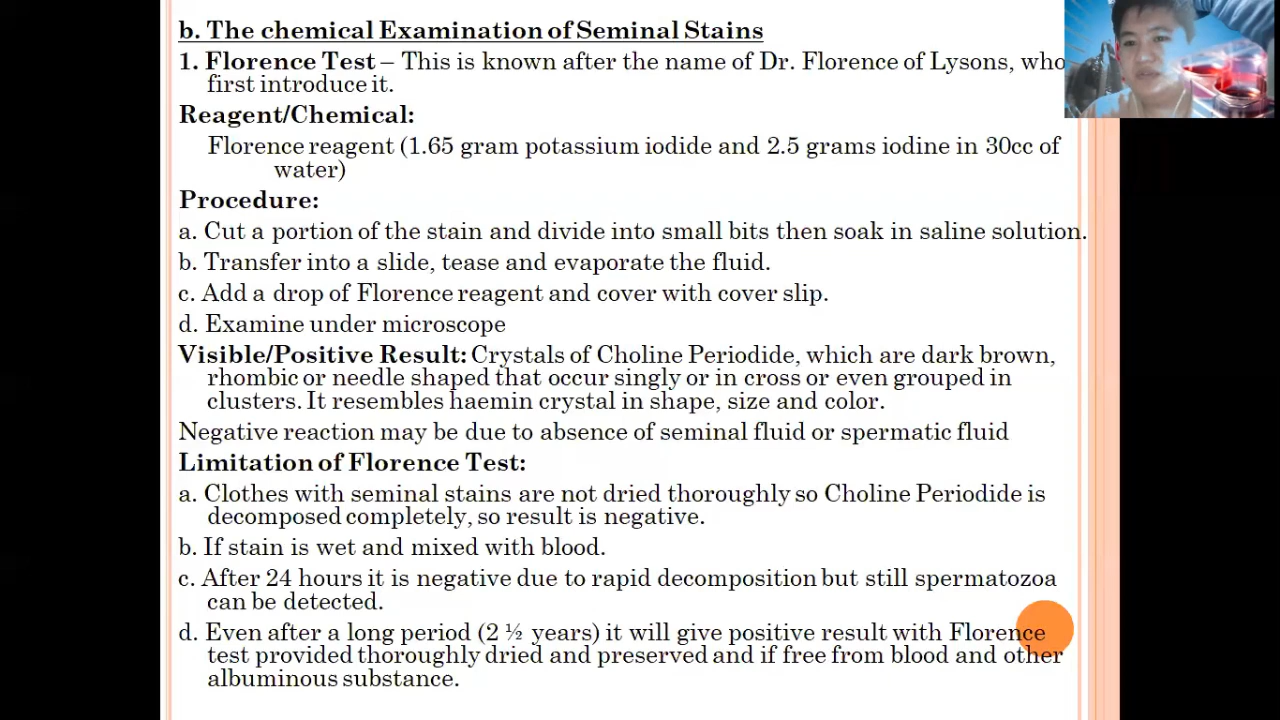 b. The chemical Examination of Seminal Stains
1. Florence Test – This is known after the name of Dr. Florence of Lysons, who
first introduce it.
Reagent/Chemical:
Florence reagent (1.65 gram potassium iodide and 2.5 grams iodine in 30cc of
water)
Procedure:
a. Cut a portion of the stain and divide into small bits then soak in saline solution.
b. Transfer into a slide, tease and evaporate the fluid.
c. Add a drop of Florence reagent and cover with cover slip.
d. Examine under microscope
Visible/Positive Result: Crystals of Choline Periodide, which are dark brown,
rhombic or needle shaped that occur singly or in cross or even grouped in
clusters. It resembles haemin crystal in shape, size and color.
Negative reaction may be due to absence of seminal fluid or spermatic fluid
Limitation of Florence Test:
a. Clothes with seminal stains are not dried thoroughly so Choline Periodide is
decomposed completely, so result is negative.
b. If stain is wet and mixed with blood.
c. After 24 hours it is negative due to rapid decomposition but still spermatozoa
can be detected.
d. Even after a long period (2 ½ years) it will give positive result with Florence
test provided thoroughly dried and preserved and if free from blood and other
albuminous substance.